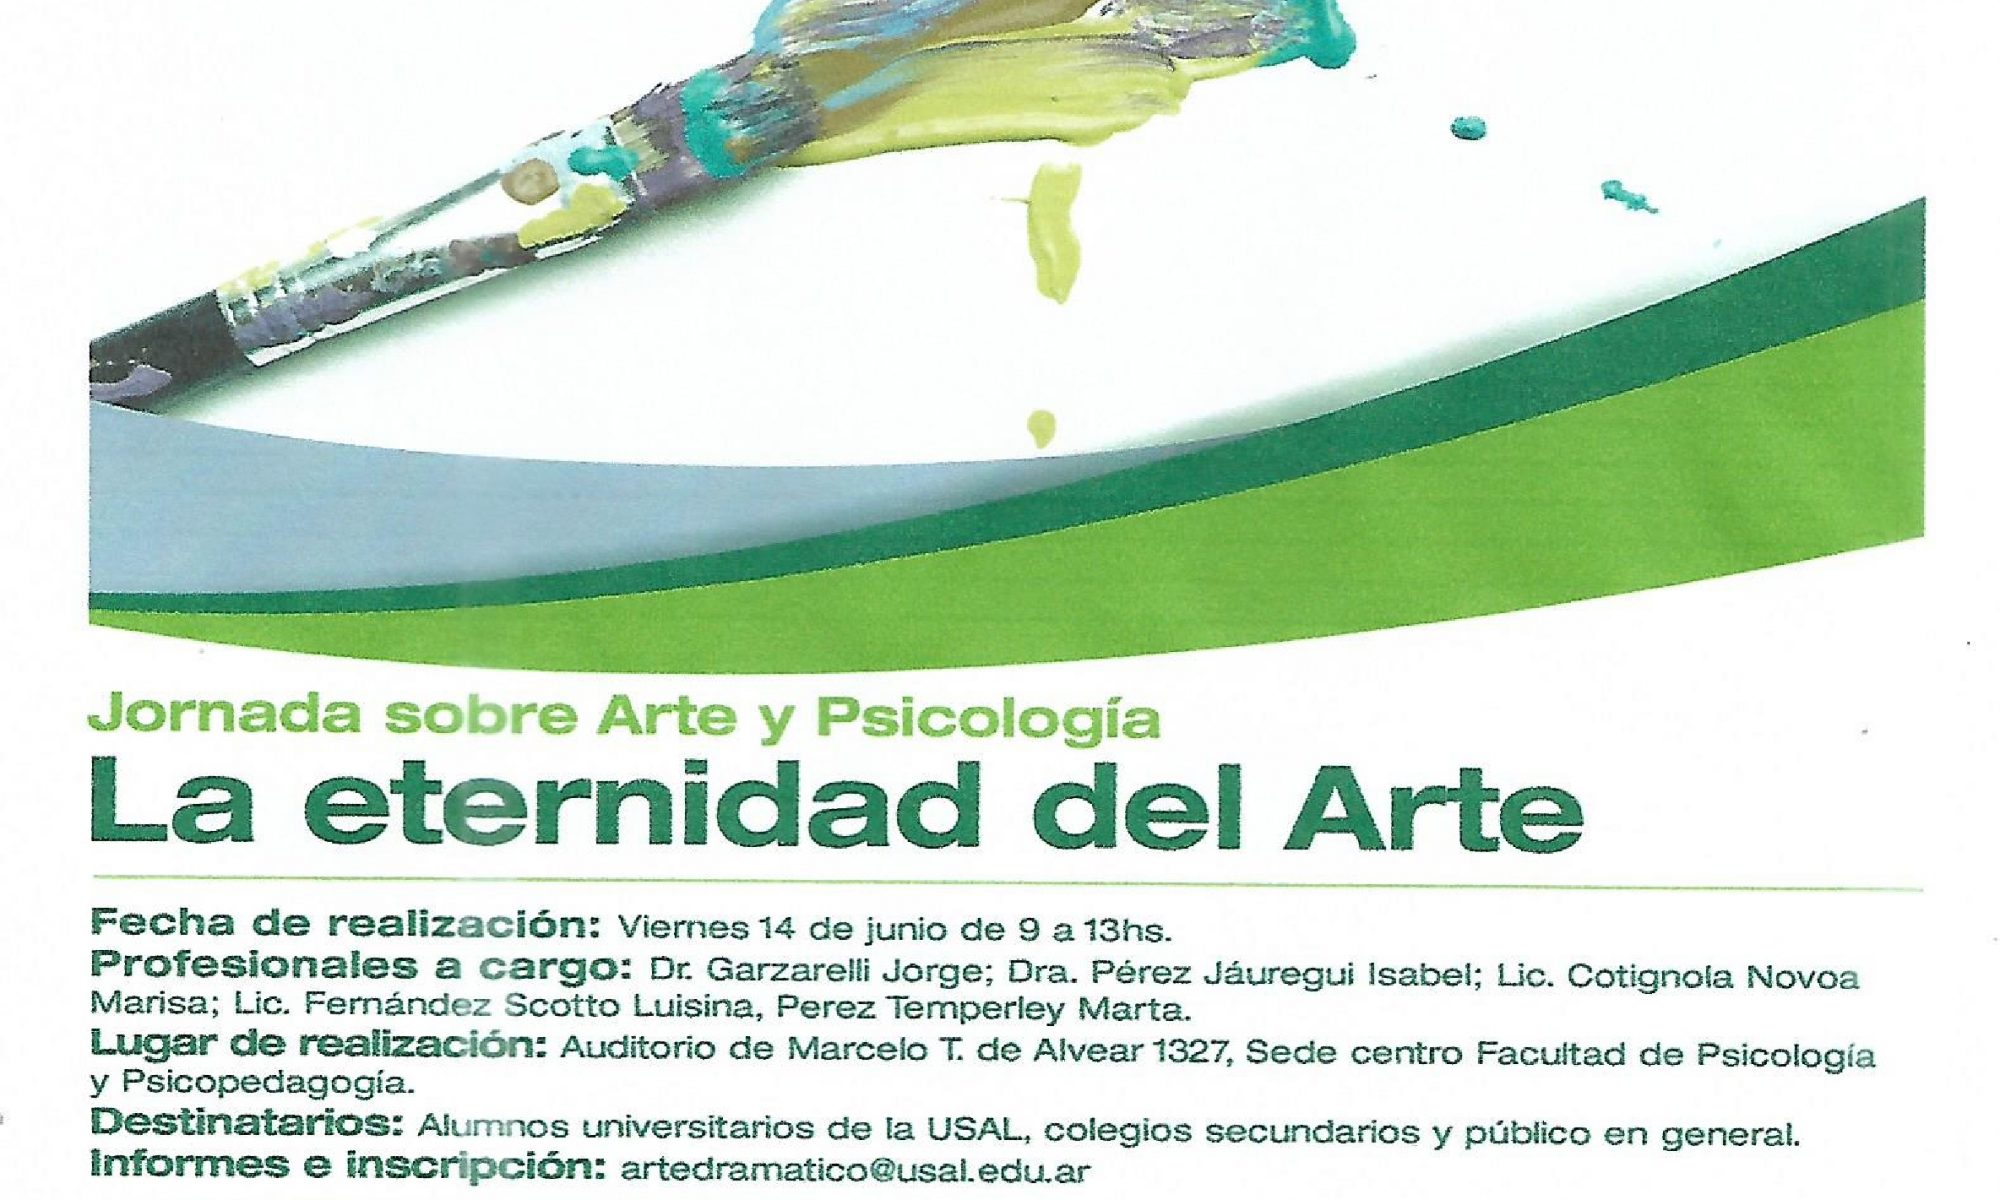 Jornada sobre Arte y Psicología
La eternidad del Arte
Fecha de realización: Viernes 14 de junio de 9 a 13hs.
Profesionales a cargo: Dr. Garzarelli Jorge; Dra. Pérez Jáuregui Isabel; Lic. Cotignola Novoa
Marisa; Lic. Fernández Scotto Luisina, Perez Temperley Marta.
Lugar de realización: Auditorio de Marcelo T. de Alvear 1327, Sede centro Facultad de Psicología
y Psicopedagogía.
Destinatarios: Alumnos universitarios de la USAL, colegios secundarios y público en general.
Informes e inscripción: artedramatico@usal.edu.ar